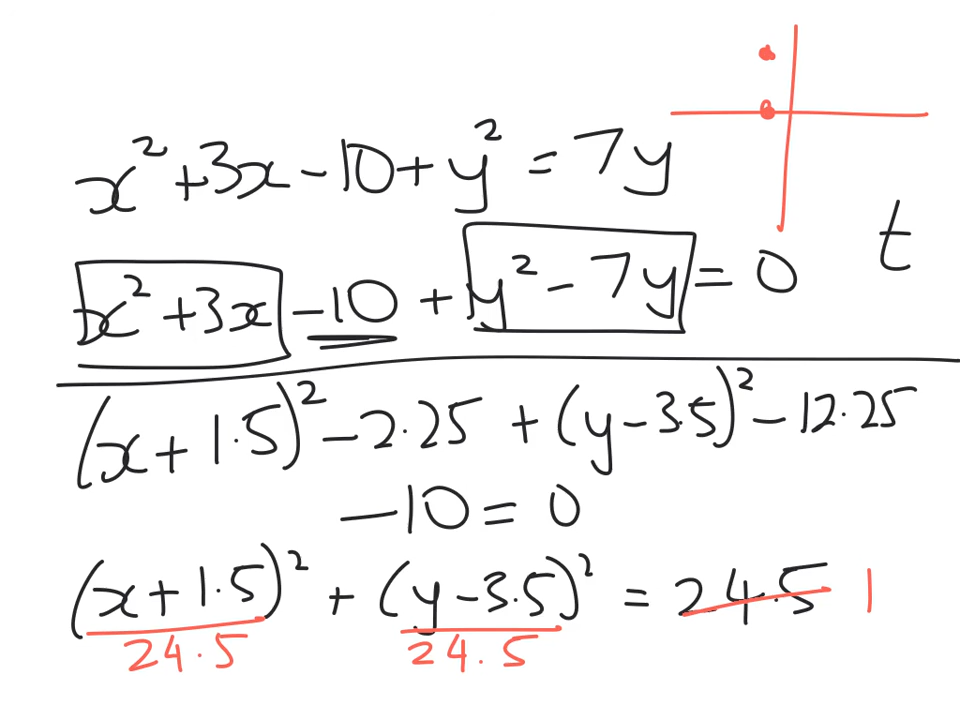 x² + 3x - 10 + y² = 7y
x² + 3x - 10 + y² - 7y = 0
t
(x + 1.5)² - 2.25 + (y - 3.5)² - 12.25
- 10 = 0
(x + 1.5)² + (y - 3.5)² = 24.5 1
24.5 24.5